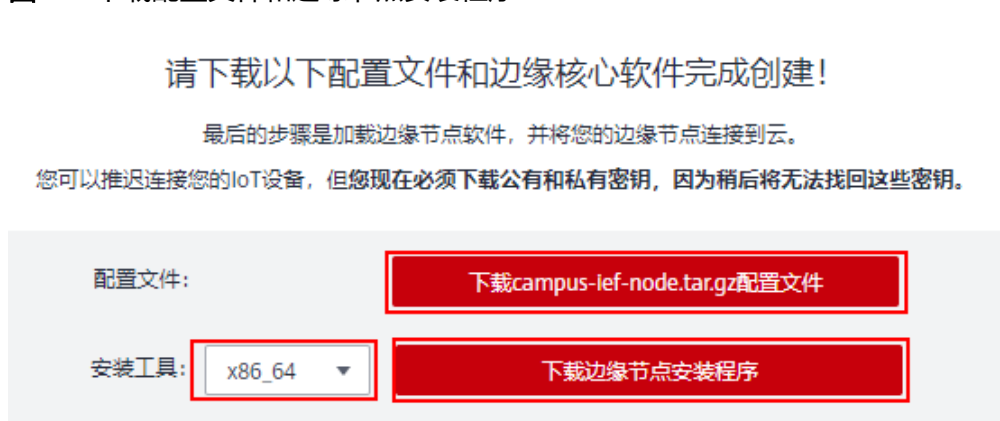 请下载以下配置文件和边缘核心软件完成创建！
最后的步骤是加载边缘节点软件，并将您的边缘节点连接到云。
您可以推迟连接您的IoT设备，但您现在必须下载公有和私有密钥，因为稍后将无法找回这些密钥。
配置文件： 下载campus-ief-node.tar.gz配置文件
安装工具： x86_64 下载边缘节点安装程序